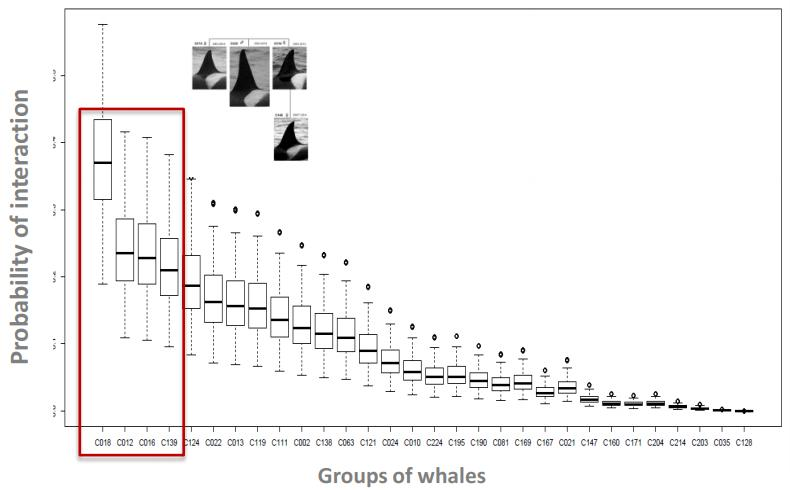 Probability of interaction
C018 C012 C016 C139 C124 C022 C013 C119 C111 C002 C138 C063 C121 C024 C010 C224 C195 C190 C081 C169 C167 C021 C147 C160 C171 C204 C214 C203 C035 C128
Groups of whales